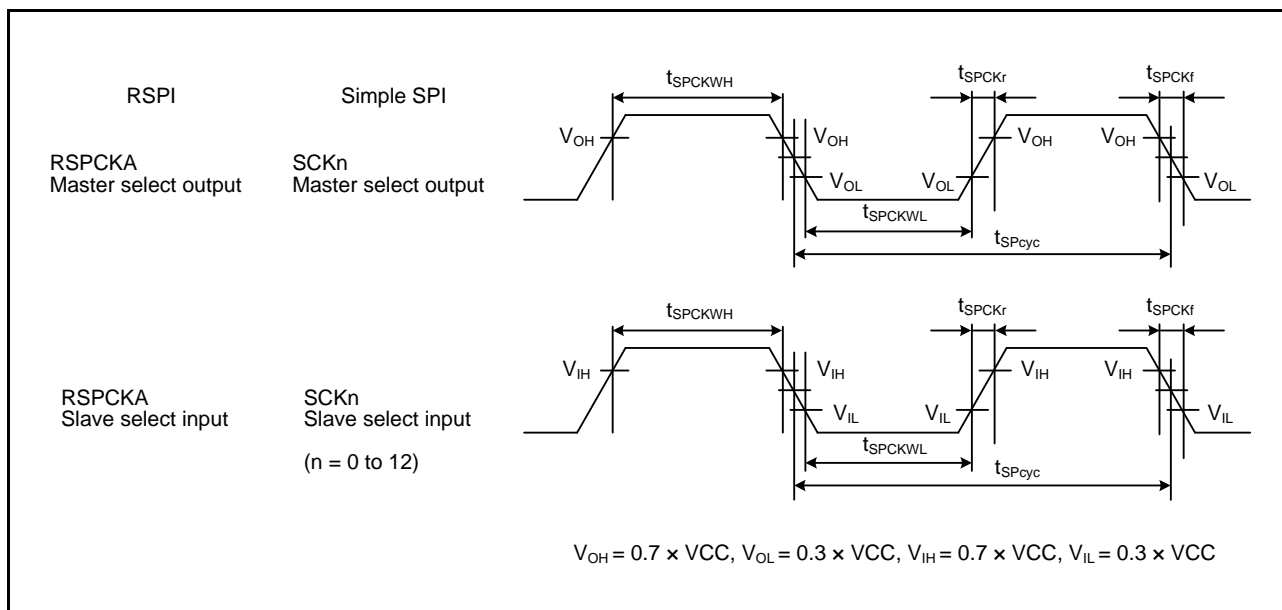 RSPI Simple SPI
tSPCKWH tSPCKr tSPCKf
VOH VOH VOH VOH
RSPCKA SCKn
Master select output Master select output
VOL VOL VOL
tSPCKWL
tSPcyc
tSPCKWH tSPCKr tSPCKf
VIH VIH VIH VIH
RSPCKA SCKn
Slave select input Slave select input
VIL VIL VIL
(n = 0 to 12)
tSPCKWL
tSPcyc
VOH = 0.7 × VCC, VOL = 0.3 × VCC, VIH = 0.7 × VCC, VIL = 0.3 × VCC